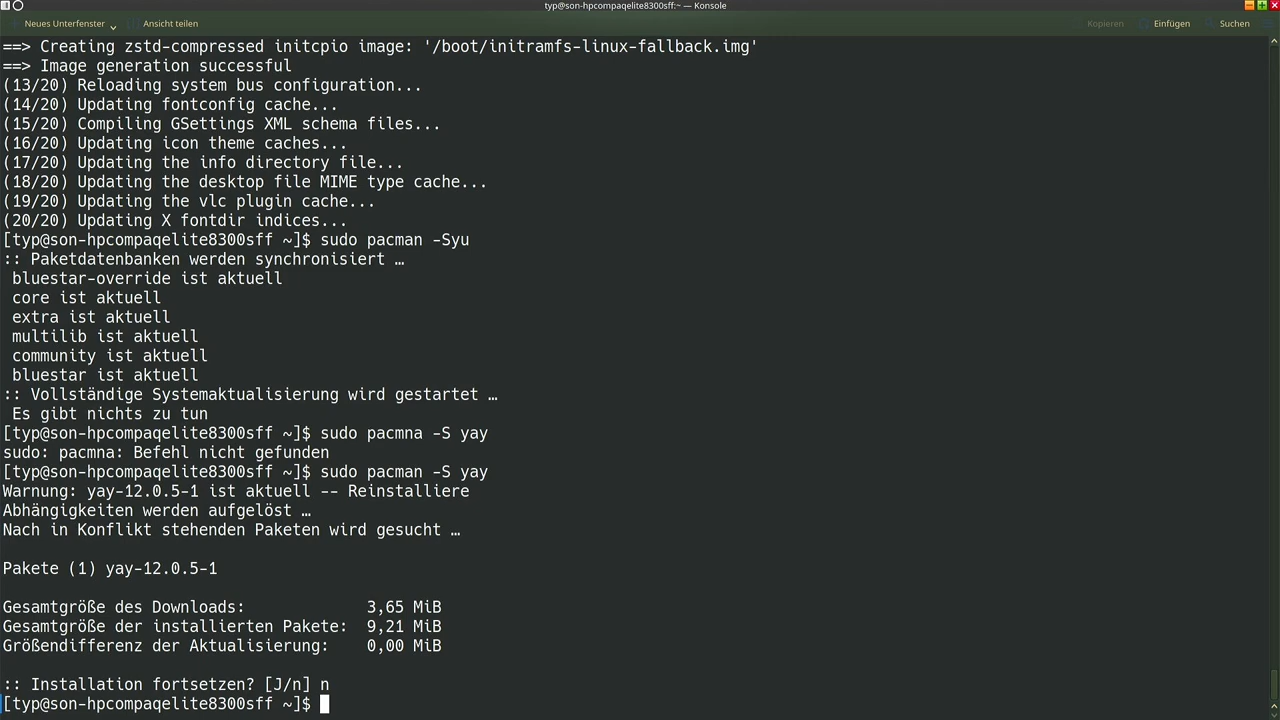 typ@son-hpcompaqelite8300sff:~ — Konsole
Neues Unterfenster Ansicht teilen Kopieren Einfügen Suchen
==> Creating zstd-compressed initcpio image: '/boot/initramfs-linux-fallback.img'
==> Image generation successful
(13/20) Reloading system bus configuration...
(14/20) Updating fontconfig cache...
(15/20) Compiling GSettings XML schema files...
(16/20) Updating icon theme caches...
(17/20) Updating the info directory file...
(18/20) Updating the desktop file MIME type cache...
(19/20) Updating the vlc plugin cache...
(20/20) Updating X fontdir indices...
[typ@son-hpcompaqelite8300sff ~]$ sudo pacman -Syu
:: Paketdatenbanken werden synchronisiert …
bluestar-override ist aktuell
core ist aktuell
extra ist aktuell
multilib ist aktuell
community ist aktuell
bluestar ist aktuell
:: Vollständige Systemaktualisierung wird gestartet …
Es gibt nichts zu tun
[typ@son-hpcompaqelite8300sff ~]$ sudo pacmna -S yay
sudo: pacmna: Befehl nicht gefunden
[typ@son-hpcompaqelite8300sff ~]$ sudo pacman -S yay
Warnung: yay-12.0.5-1 ist aktuell -- Reinstalliere
Abhängigkeiten werden aufgelöst …
Nach in Konflikt stehenden Paketen wird gesucht …
Pakete (1) yay-12.0.5-1
Gesamtgröße des Downloads: 3,65 MiB
Gesamtgröße der installierten Pakete: 9,21 MiB
Größendifferenz der Aktualisierung: 0,00 MiB
:: Installation fortsetzen? [J/n] n
[typ@son-hpcompaqelite8300sff ~]$